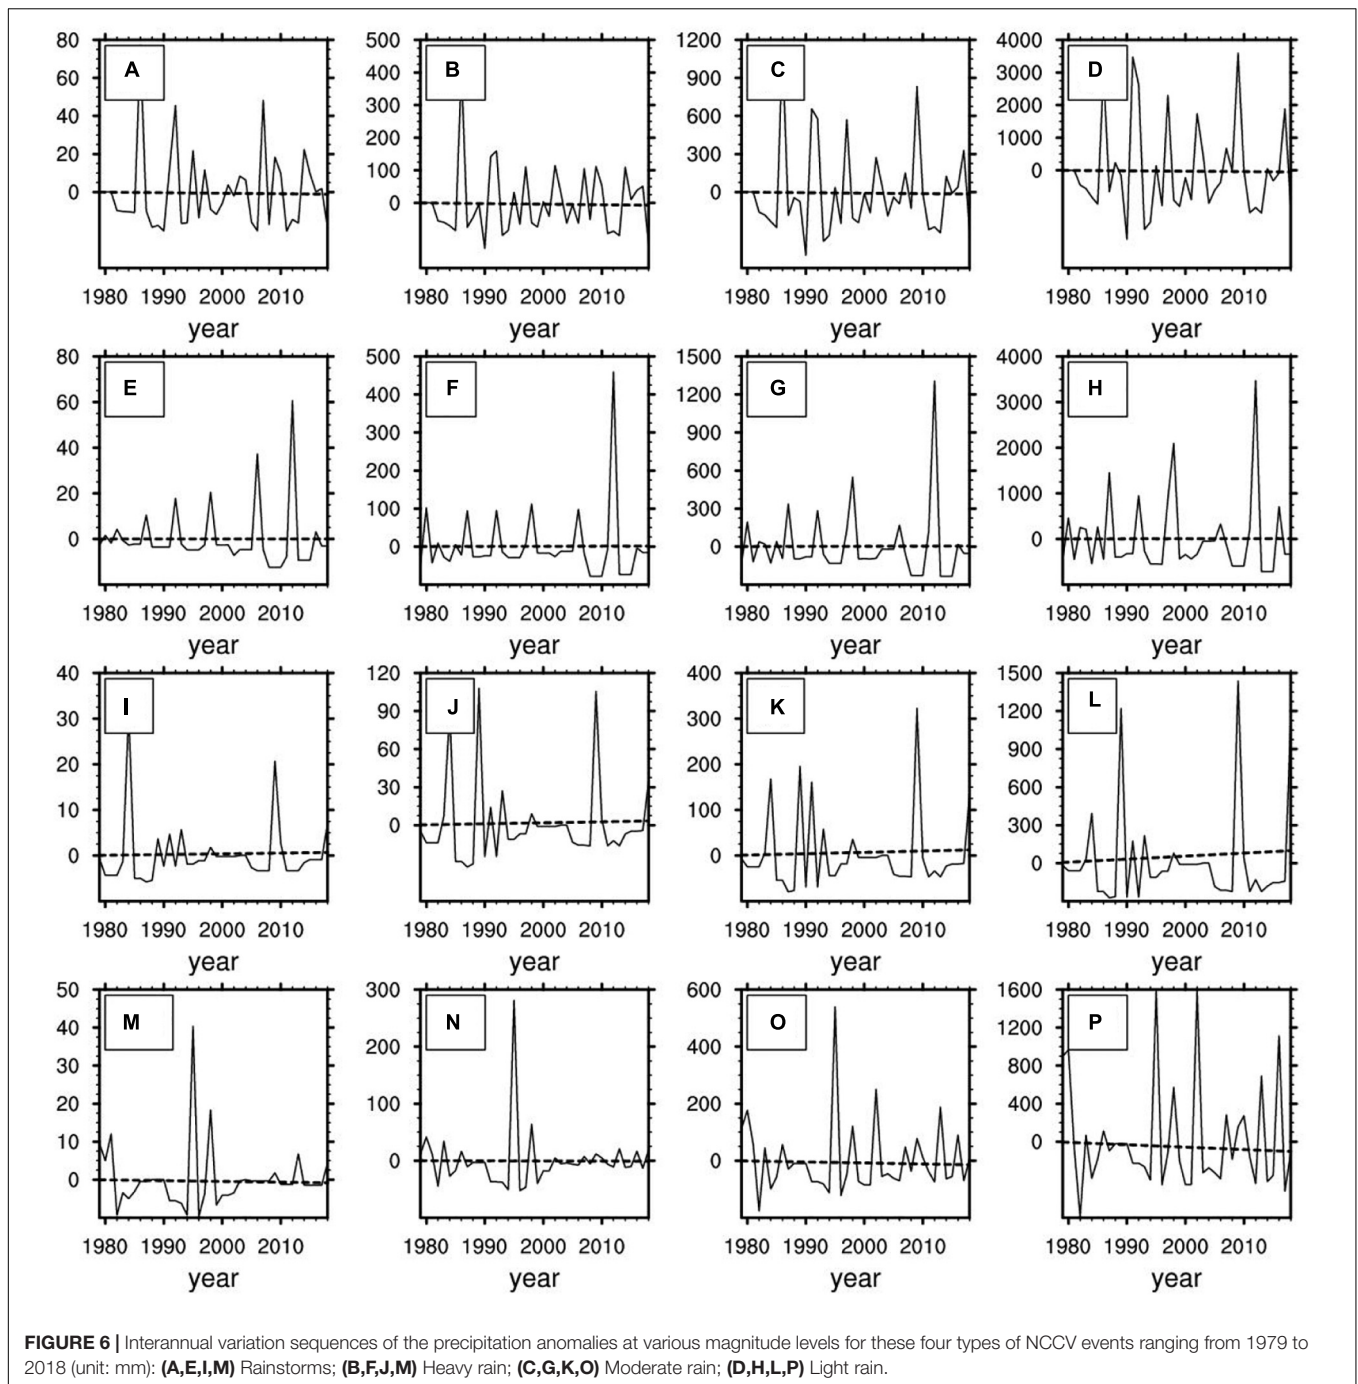 80 60 40 20 0 A 1980 1990 2000 2010 year
500 400 300 200 100 0 B 1980 1990 2000 2010 year
1200 900 600 300 0 C 1980 1990 2000 2010 year
4000 3000 2000 1000 0 D 1980 1990 2000 2010 year
80 60 40 20 0 E 1980 1990 2000 2010 year
500 400 300 200 100 0 F 1980 1990 2000 2010 year
1500 1200 900 600 300 0 G 1980 1990 2000 2010 year
4000 3000 2000 1000 0 H 1980 1990 2000 2010 year
40 30 20 10 0 I 1980 1990 2000 2010 year
120 90 60 30 0 J 1980 1990 2000 2010 year
400 300 200 100 0 K 1980 1990 2000 2010 year
1500 1200 900 600 300 0 L 1980 1990 2000 2010 year
50 40 30 20 10 0 M 1980 1990 2000 2010 year
300 200 100 0 N 1980 1990 2000 2010 year
600 400 200 0 O 1980 1990 2000 2010 year
1600 1200 800 400 0 P 1980 1990 2000 2010 year
FIGURE 6 | Interannual variation sequences of the precipitation anomalies at various magnitude levels for these four types of NCCV events ranging from 1979 to
2018 (unit: mm): (A,E,I,M) Rainstorms; (B,F,J,M) Heavy rain; (C,G,K,O) Moderate rain; (D,H,L,P) Light rain.